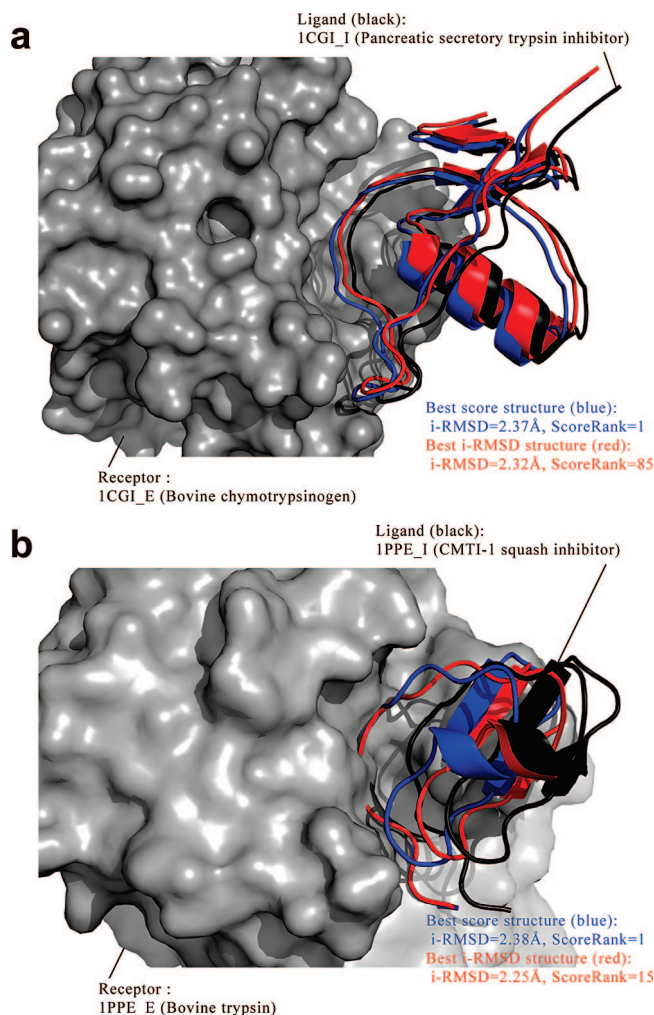 a
Ligand (black):
1CGI_I (Pancreatic secretory trypsin inhibitor)
Best score structure (blue):
i-RMSD=2.37Å, ScoreRank=1
Best i-RMSD structure (red):
i-RMSD=2.32Å, ScoreRank=85
Receptor :
1CGI_E (Bovine chymotrypsinogen)
b
Ligand (black):
1PPE_I (CMTI-1 squash inhibitor)
Best score structure (blue):
i-RMSD=2.38Å, ScoreRank=1
Best i-RMSD structure (red):
i-RMSD=2.25Å, ScoreRank=15
Receptor :
1PPE_E (Bovine trypsin)